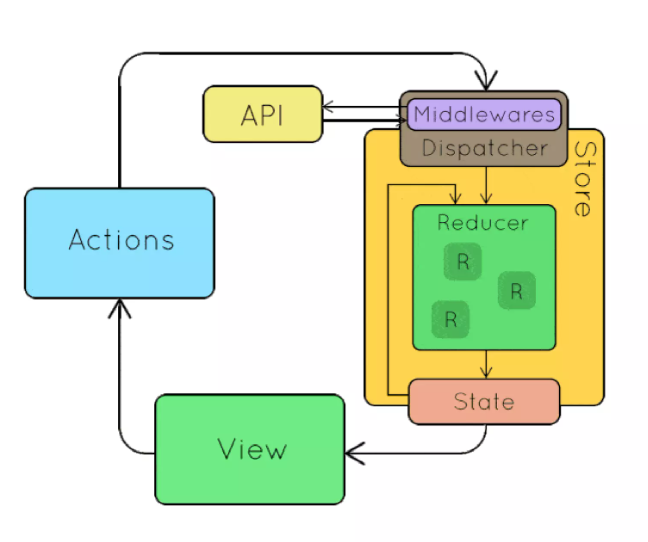 API
Middlewares
Dispatcher
Store
Actions
Reducer
R
R
R
State
View